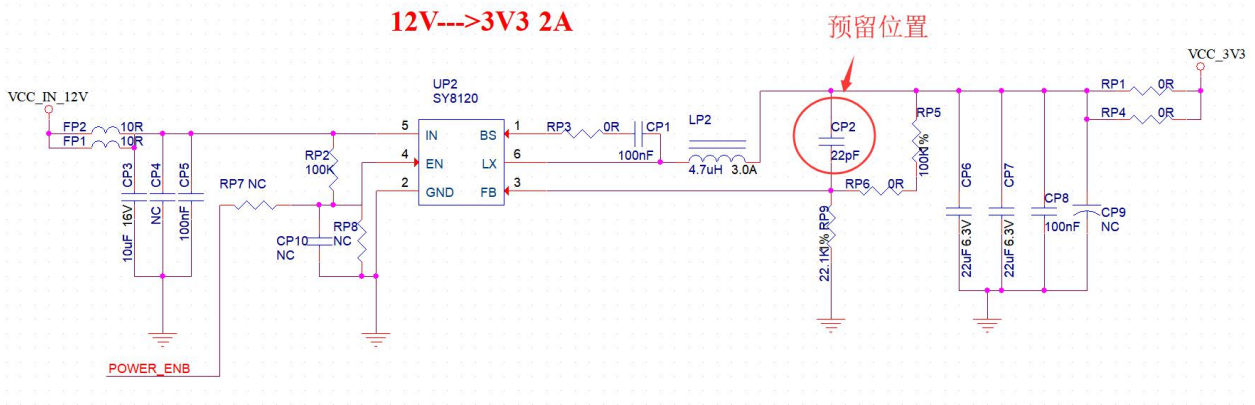 12V--->3V3 2A
预留位置
VCC_3V3
VCC_IN_12V
UP2
SY8120
FP2 10R
FP1 10R
CP3
10uF 16V
CP4
NC
CP5
100nF
RP7 NC
RP2
100K
CP10
NC
RP8
NC
5 IN
4 EN
2 GND
BS 1
LX 6
FB 3
RP3 0R
CP1
100nF
LP2
4.7uH 3.0A
CP2
22pF
RP5
100K1%
RP6 0R
RP9
22.1K1%
CP6
22uF 6.3V
CP7
22uF 6.3V
CP8
100nF
CP9
NC
RP1 0R
RP4 0R
POWER_ENB